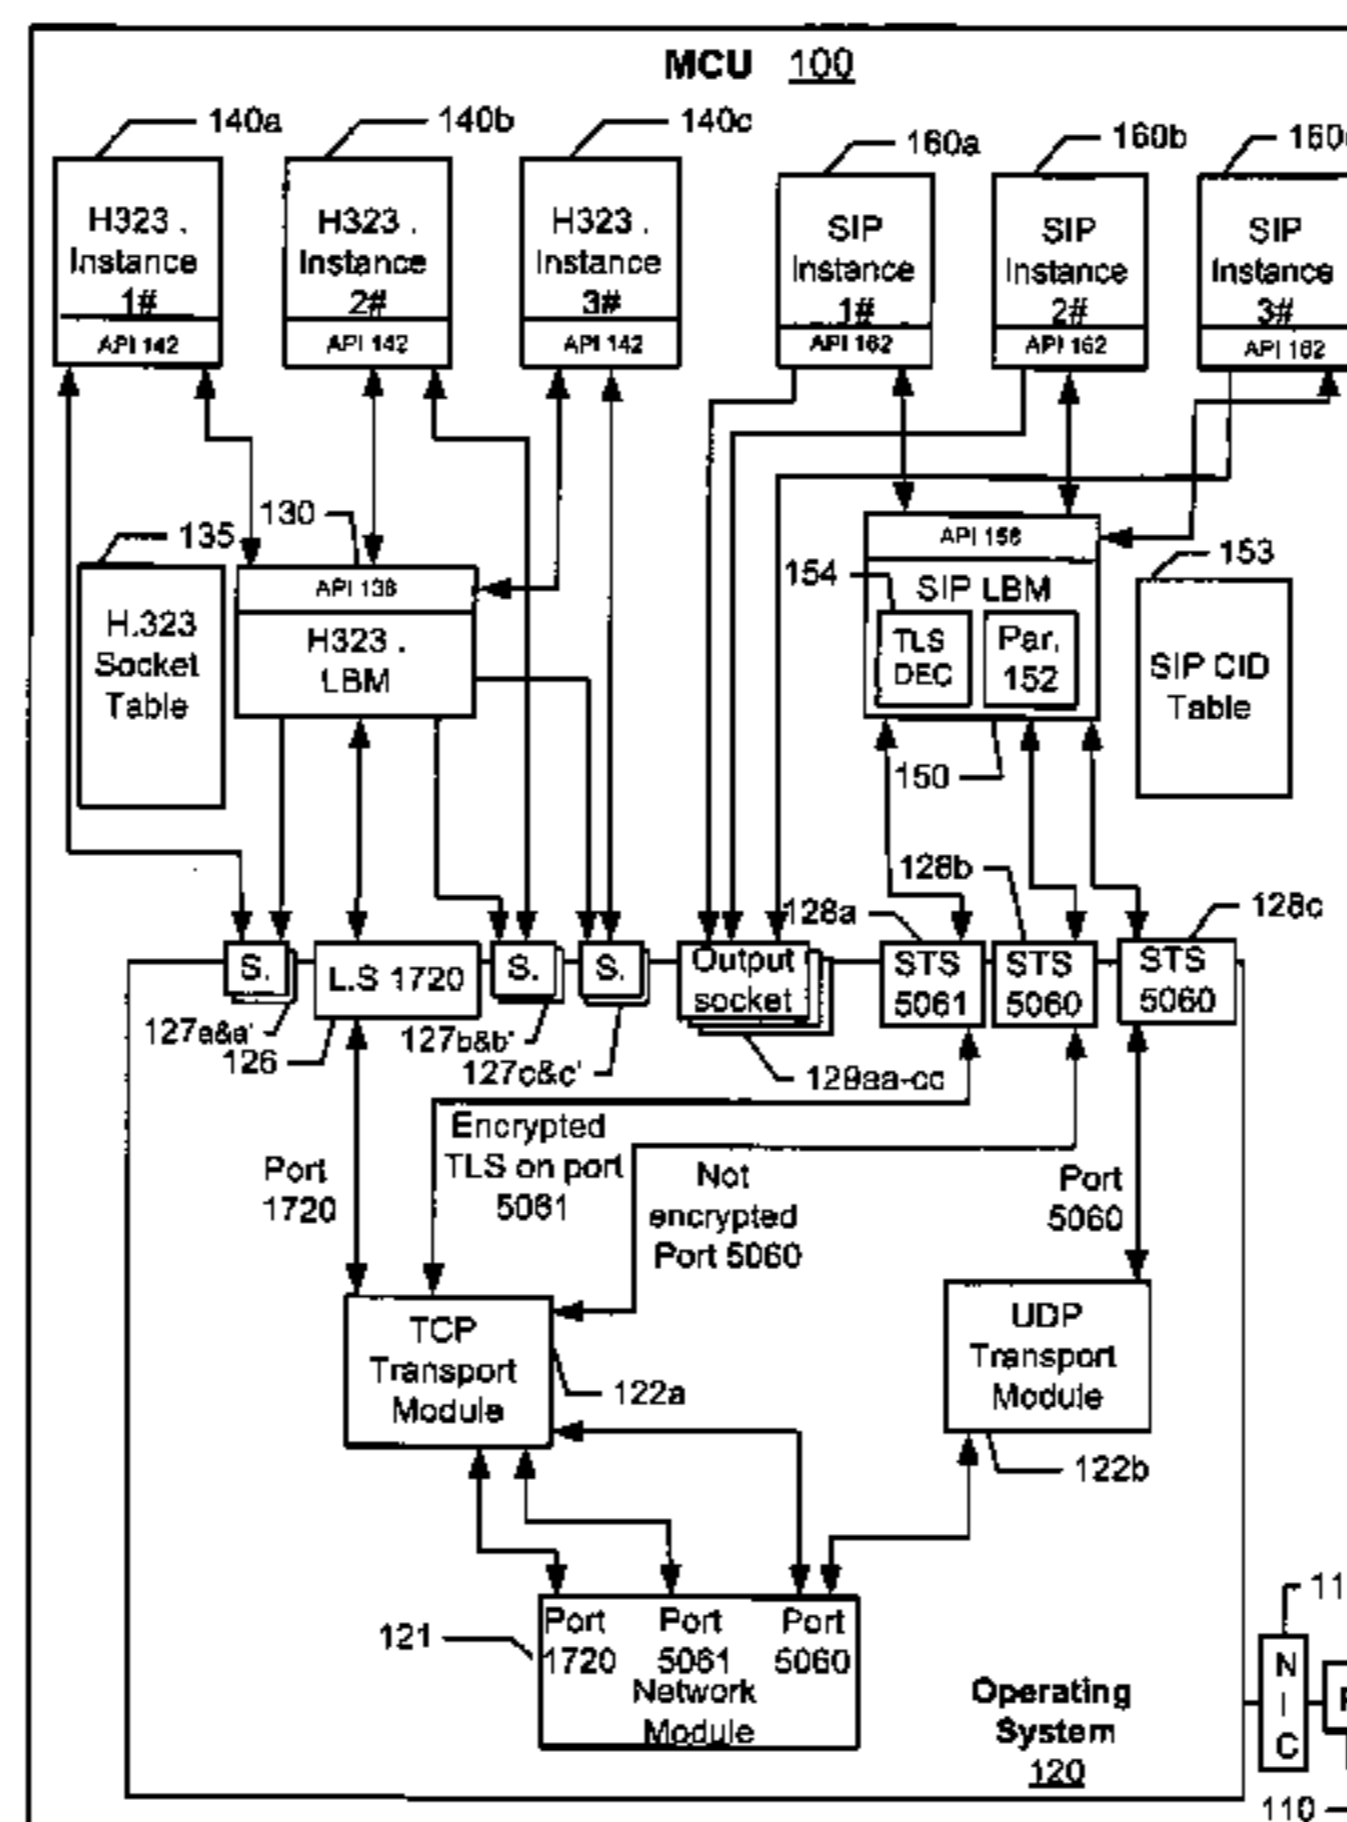 MCU 100
140a
140b
140c
160a
160b
H323 .
Instance
1#
API 142
H323 .
Instance
2#
API 142
H323 .
Instance
3#
API 142
SIP
Instance
1#
API 162
SIP
Instance
2#
API 162
SIP
Instance
3#
API 162
135
130
H.323
Socket
Table
API 136
H323 .
LBM
API 156
154
SIP LBM
TLS
DEC
Par.
152
150
153
SIP CID
Table
128a
128b
128c
S.
L.S 1720
S.
S.
Output
socket
STS
5061
STS
5060
STS
5060
127a&a'
126
127b&b'
127c&c'
129aa-cc
Port
1720
Encrypted
TLS on port
5061
Not
encrypted
Port 5060
Port
5060
TCP
Transport
Module
122a
UDP
Transport
Module
122b
121
Port
1720
Port
5061
Port
5060
Network
Module
Operating
System
120
N
I
C
110